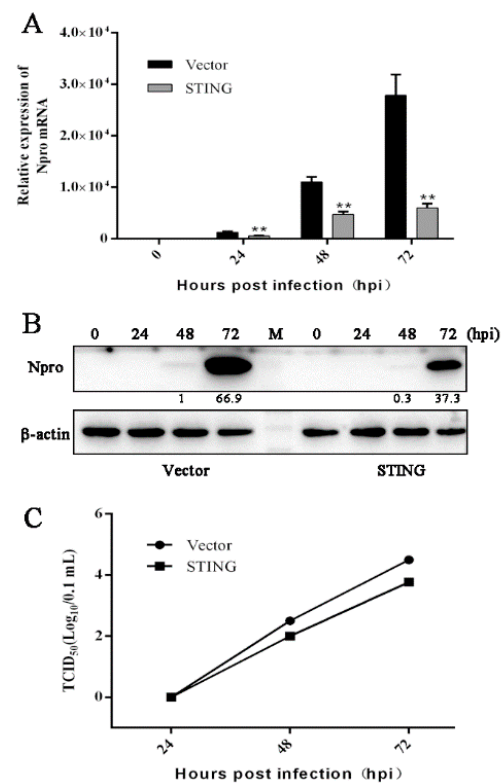 A
4.0×10⁴
3.0×10⁴
2.0×10⁴
1.0×10⁴
0
Relative expression of
Npro mRNA
Vector
STING
**
**
**
0 24 48 72
Hours post infection (hpi)
B
0 24 48 72 M 0 24 48 72 (hpi)
Npro
1 66.9 0.3 37.3
β-actin
Vector STING
C
6
4
2
0
TCID₅₀(Log₁₀/0.1 mL)
Vector
STING
24 48 72
Hours post infection (hpi)